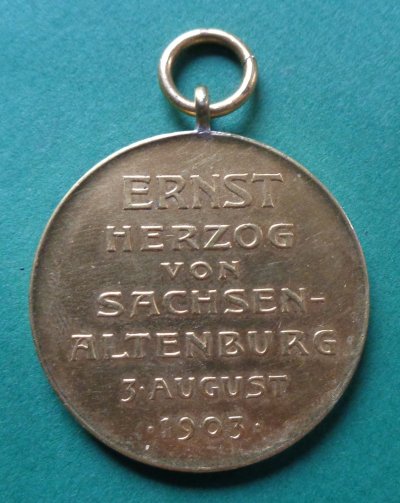 ERNST
HERZOG
VON
SACHSEN-
ALTENBURG
3·AUGUST
·1903·